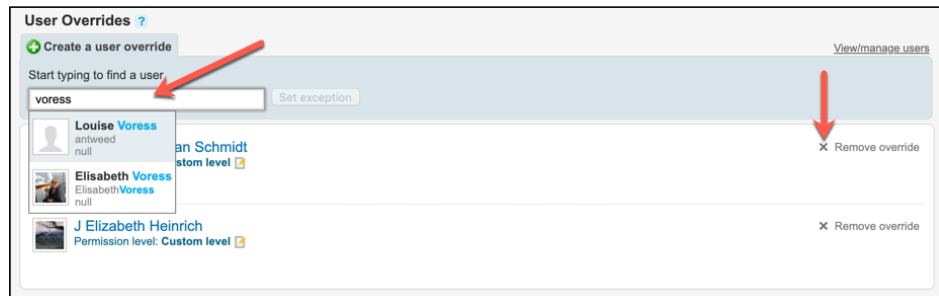 User Overrides ?
Create a user override
View/manage users
Start typing to find a user
voress
Set exception
Louise Voress
antweed
null
an Schmidt
stom level
Remove override
Elisabeth Voress
ElisabethVoress
null
J Elizabeth Heinrich
Permission level: Custom level
Remove override